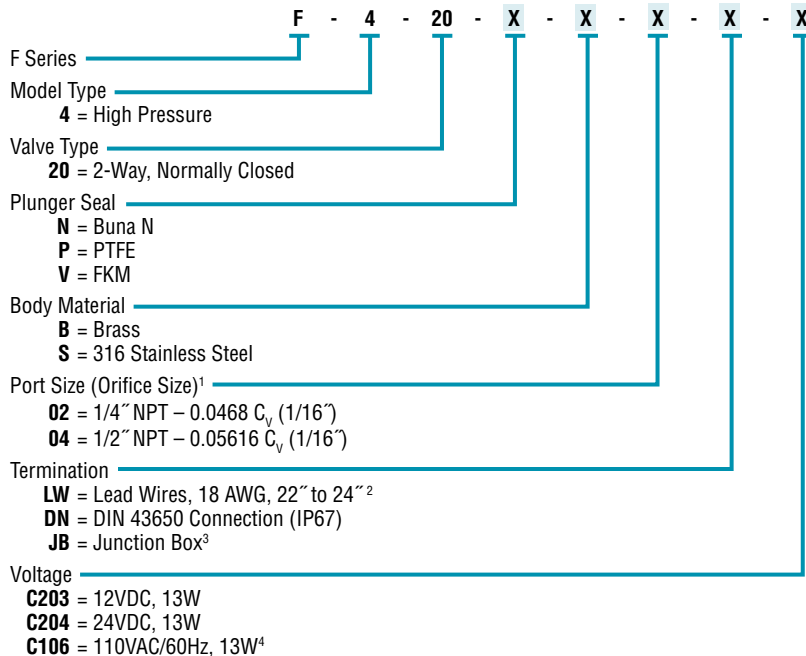 F - 4 - 20 - X - X - X - X - X
F Series
Model Type
4 = High Pressure
Valve Type
20 = 2-Way, Normally Closed
Plunger Seal
N = Buna N
P = PTFE
V = FKM
Body Material
B = Brass
S = 316 Stainless Steel
Port Size (Orifice Size)¹
02 = 1/4˝ NPT – 0.0468 Cᵥ (1/16˝)
04 = 1/2˝ NPT – 0.05616 Cᵥ (1/16˝)
Termination
LW = Lead Wires, 18 AWG, 22˝ to 24˝ ²
DN = DIN 43650 Connection (IP67)
JB = Junction Box³
Voltage
C203 = 12VDC, 13W
C204 = 24VDC, 13W
C106 = 110VAC/60Hz, 13W⁴